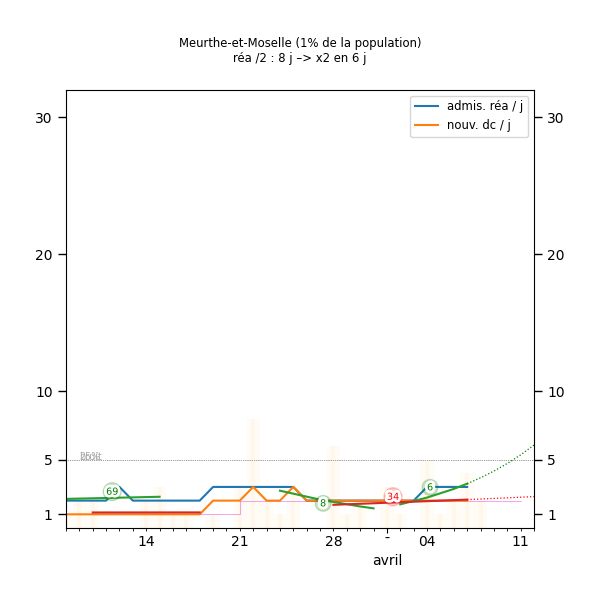 Meurthe-et-Moselle (1% de la population)
réa /2 : 8 j –> x2 en 6 j
admis. réa / j
nouv. dc / j
30 30
20 20
10 10
5 5
1 1
69
8
34
6
14 21 28 - 04 11
avril